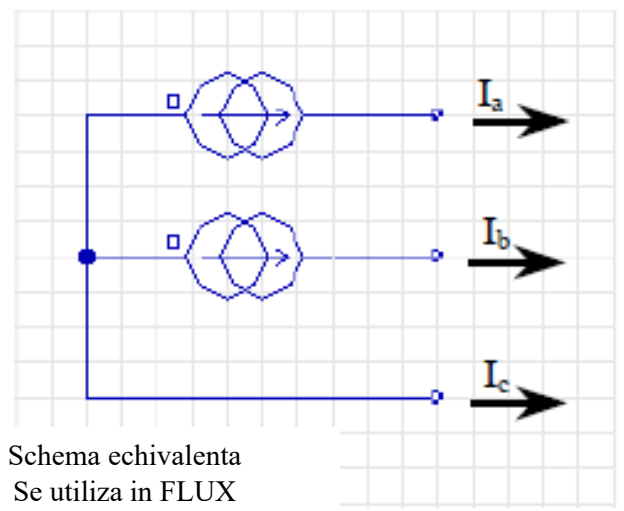 Ia
Ib
Ic
Schema echivalenta
Se utiliza in FLUX